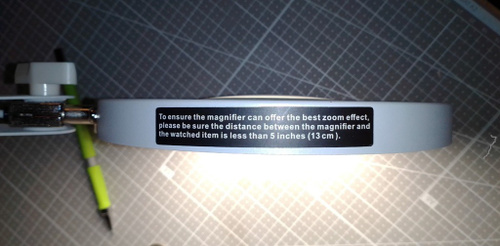 To ensure the magnifier can offer the best zoom effect,
please be sure the distance between the magnifier and
the watched item is less than 5 inches (13 cm ).